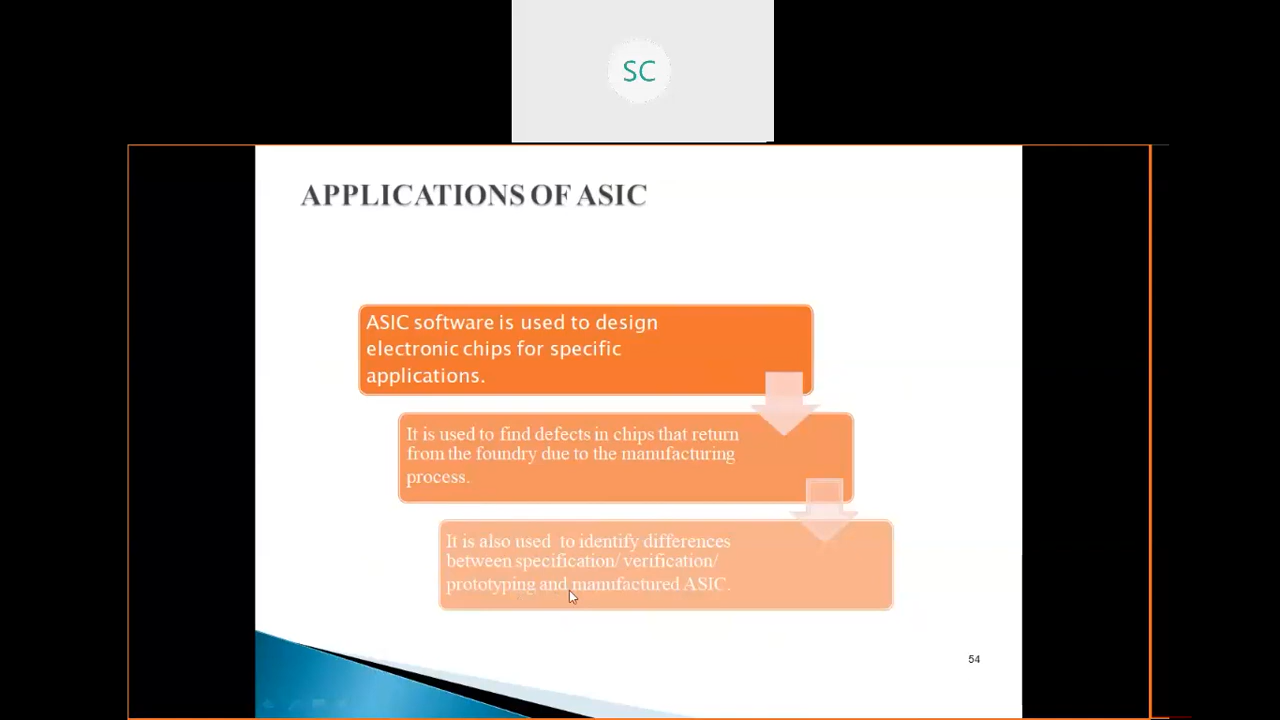 SC
APPLICATIONS OF ASIC
ASIC software is used to design
electronic chips for specific
applications.
It is used to find defects in chips that return
from the foundry due to the manufacturing
process.
It is also used  to identify differences
between specification/ verification/
prototyping and manufactured ASIC.
54